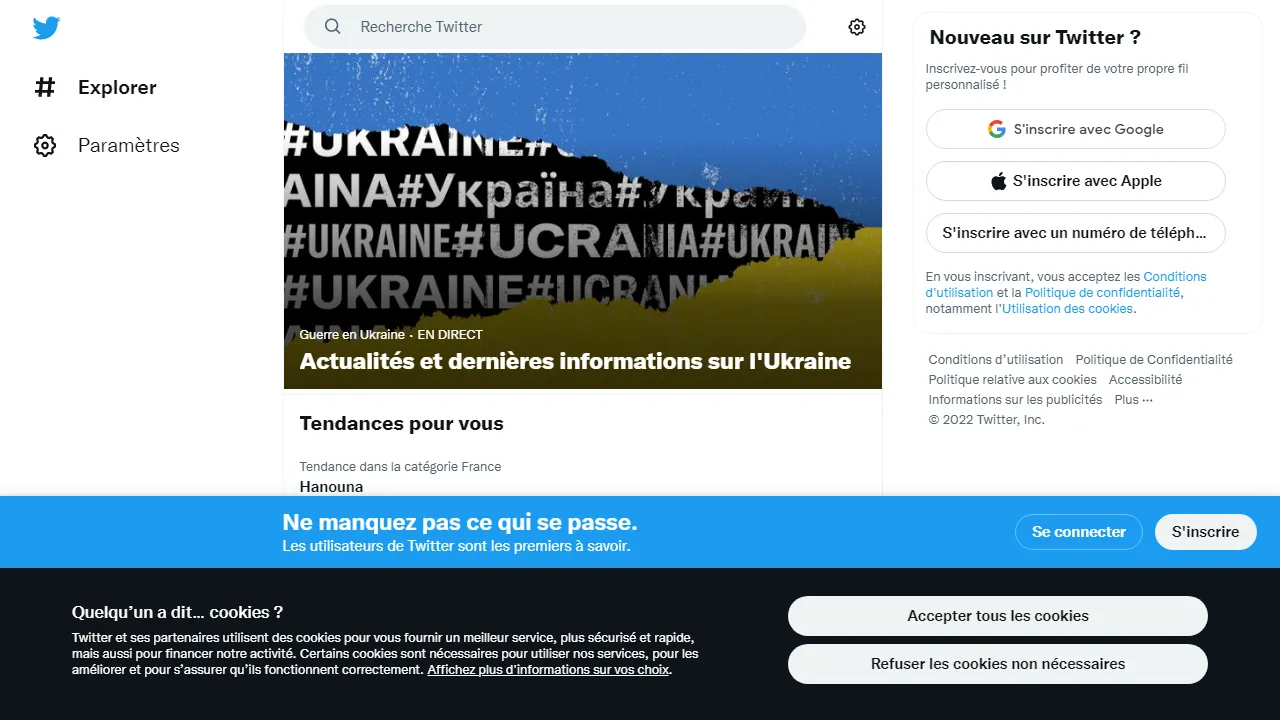 Recherche Twitter
Explorer
Paramètres
#UKRAINE#U
AINA#Україна#Украін
#UKRAINE#UCRANIA#UKRAIN
#UKRAINE#UCRANI
Guerre en Ukraine · EN DIRECT
Actualités et dernières informations sur l'Ukraine
Tendances pour vous
Tendance dans la catégorie France
Hanouna
Nouveau sur Twitter ?
Inscrivez-vous pour profiter de votre propre fil
personnalisé !
S'inscrire avec Google
S'inscrire avec Apple
S'inscrire avec un numéro de téléph...
En vous inscrivant, vous acceptez les Conditions
d'utilisation et la Politique de confidentialité,
notamment l'Utilisation des cookies.
Conditions d’utilisation Politique de Confidentialité
Politique relative aux cookies Accessibilité
Informations sur les publicités Plus ···
© 2022 Twitter, Inc.
Ne manquez pas ce qui se passe.
Les utilisateurs de Twitter sont les premiers à savoir.
Se connecter
S'inscrire
Quelqu’un a dit… cookies ?
Twitter et ses partenaires utilisent des cookies pour vous fournir un meilleur service, plus sécurisé et rapide,
mais aussi pour financer notre activité. Certains cookies sont nécessaires pour utiliser nos services, pour les
améliorer et pour s’assurer qu’ils fonctionnent correctement. Affichez plus d’informations sur vos choix.
Accepter tous les cookies
Refuser les cookies non nécessaires